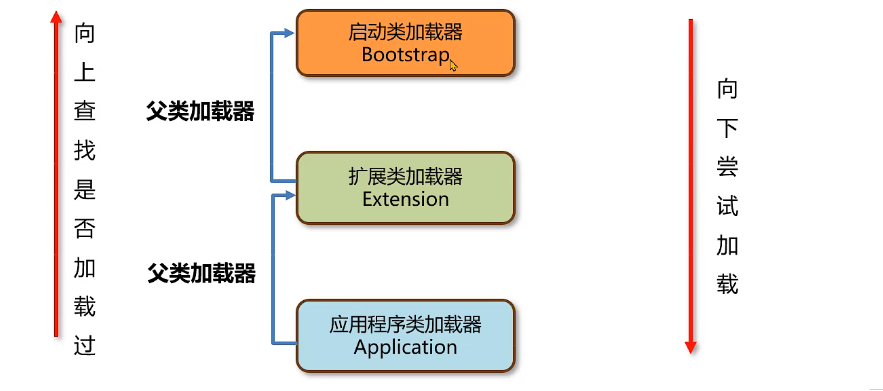 向上查找是否加载过
启动类加载器
Bootstrap
父类加载器
扩展类加载器
Extension
父类加载器
应用程序类加载器
Application
向下尝试加载